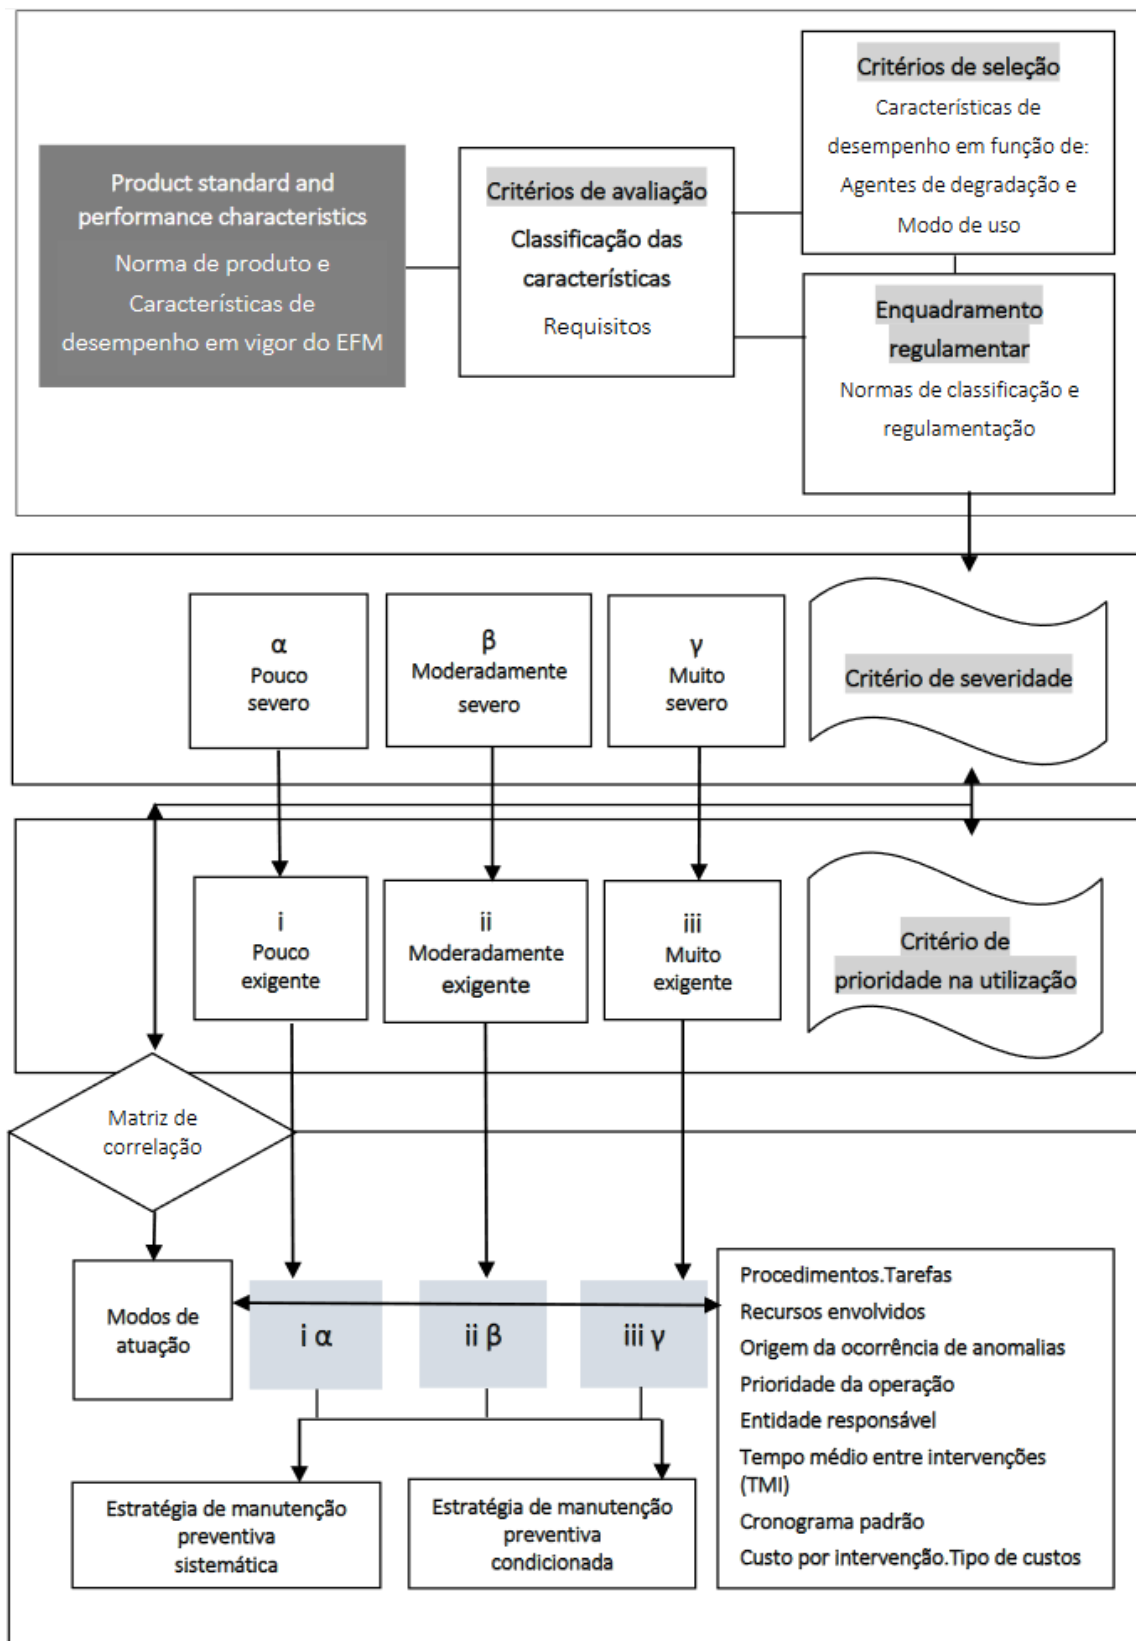 Product standard and
performance characteristics
Norma de produto e
Características de
desempenho em vigor do EFM
Critérios de avaliação
Classificação das
características
Requisitos
Critérios de seleção
Características de
desempenho em função de:
Agentes de degradação e
Modo de uso
Enquadramento
regulamentar
Normas de classificação e
regulamentação
α
Pouco
severo
β
Moderadamente
severo
γ
Muito
severo
Critério de severidade
i
Pouco
exigente
ii
Moderadamente
exigente
iii
Muito
exigente
Critério de
prioridade na utilização
Matriz de
correlação
Modos de
atuação
i α
ii β
iii γ
Procedimentos.Tarefas
Recursos envolvidos
Origem da ocorrência de anomalias
Prioridade da operação
Entidade responsável
Tempo médio entre intervenções
(TMI)
Cronograma padrão
Custo por intervenção.Tipo de custos
Estratégia de manutenção
preventiva
sistemática
Estratégia de manutenção
preventiva
condicionada